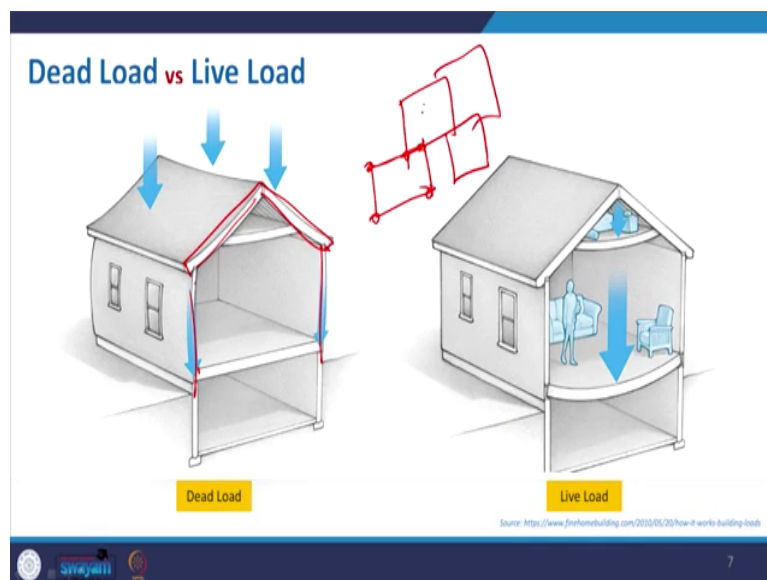 Dead Load vs Live Load
Dead Load
Live Load
Source: https://www.finehomebuilding.com/2010/05/20/how-it-works-building-loads
swayam
7